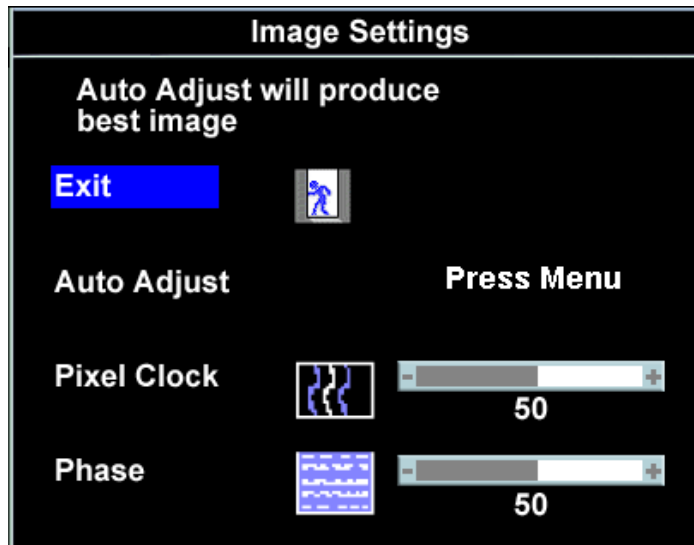 Image Settings
Auto Adjust will produce
best image
Exit
Auto Adjust Press Menu
Pixel Clock - +
50
Phase - +
50